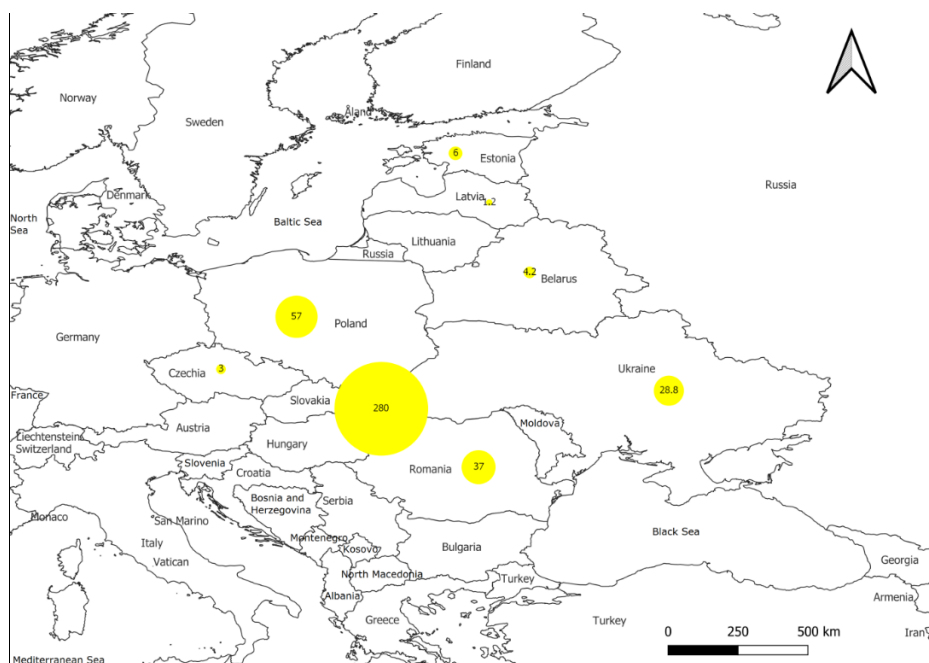 Finland
Norway
Sweden
Åland
6
Estonia
Russia
Denmark
Latvia
1.2
North
Sea
Baltic Sea
Lithuania
Russia
4.2
Belarus
57
Poland
Germany
3
Czechia
Ukraine
28.8
France
Slovakia
280
Austria
Moldova
Liechtenstein
Switzerland
Hungary
Slovenia
Croatia
Romania
37
Bosnia and
Herzegovina
Serbia
Monaco
San Marino
Italy
Montenegro
Kosovo
Bulgaria
Black Sea
Vatican
North Macedonia
Turkey
Georgia
Albania
Armenia
Greece
Turkey
Iran
0 250 500 km
Mediterranean Sea